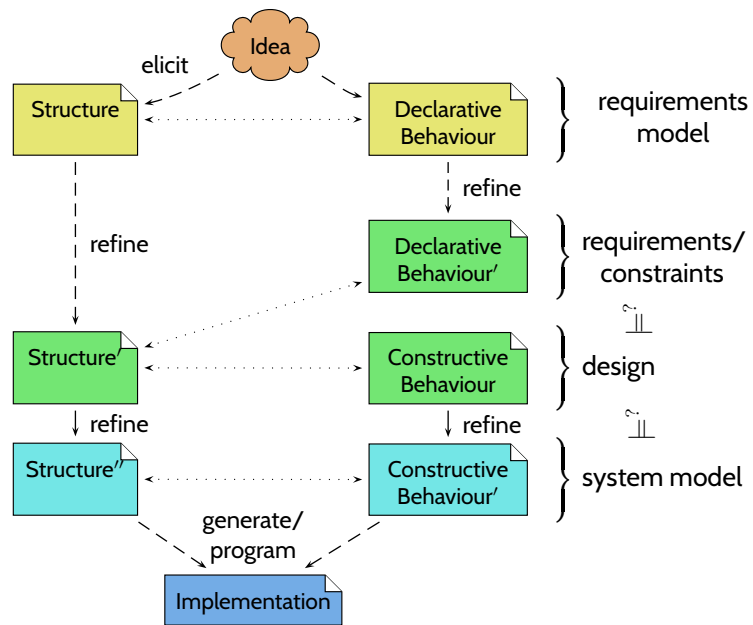 Idea
elicit
Structure
Declarative
Behaviour
requirements
model
refine
refine
Declarative
Behaviour′
requirements/
constraints
?
⊨
Structure′
Constructive
Behaviour
design
refine
refine
?
⊨
Structure′′
Constructive
Behaviour′
system model
generate/
program
Implementation